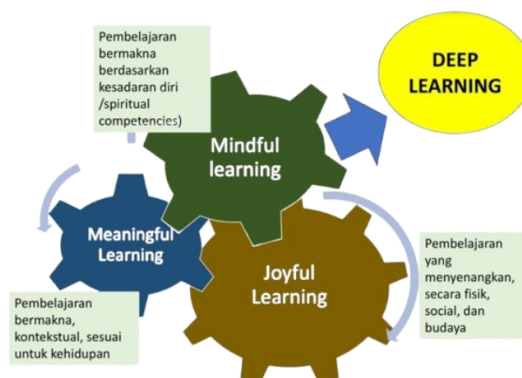 Pembelajaran
bermakna
berdasarkan
kesadaran diri
/spiritual
competencies)
DEEP
LEARNING
Mindful
learning
Meaningful
Learning
Joyful
Learning
Pembelajaran
yang
menyenangkan,
secara fisik,
social, dan
budaya
Pembelajaran
bermakna,
kontekstual, sesuai
untuk kehidupan